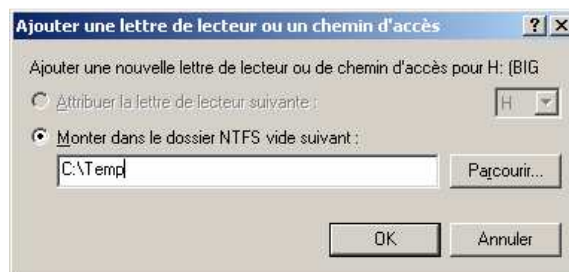 Ajouter une lettre de lecteur ou un chemin d'accès
Ajouter une nouvelle lettre de lecteur ou de chemin d'accès pour H: (BIG
Attribuer la lettre de lecteur suivante :
H
Monter dans le dossier NTFS vide suivant :
C:\Temp
Parcourir...
OK
Annuler